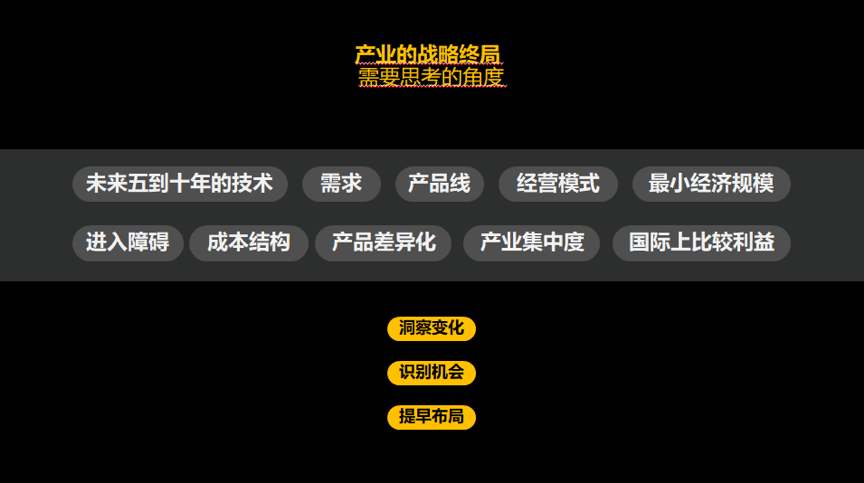 产业的战略终局
需要思考的角度
未来五到十年的技术 需求 产品线 经营模式 最小经济规模
进入障碍 成本结构 产品差异化 产业集中度 国际上比较利益
洞察变化
识别机会
提早布局